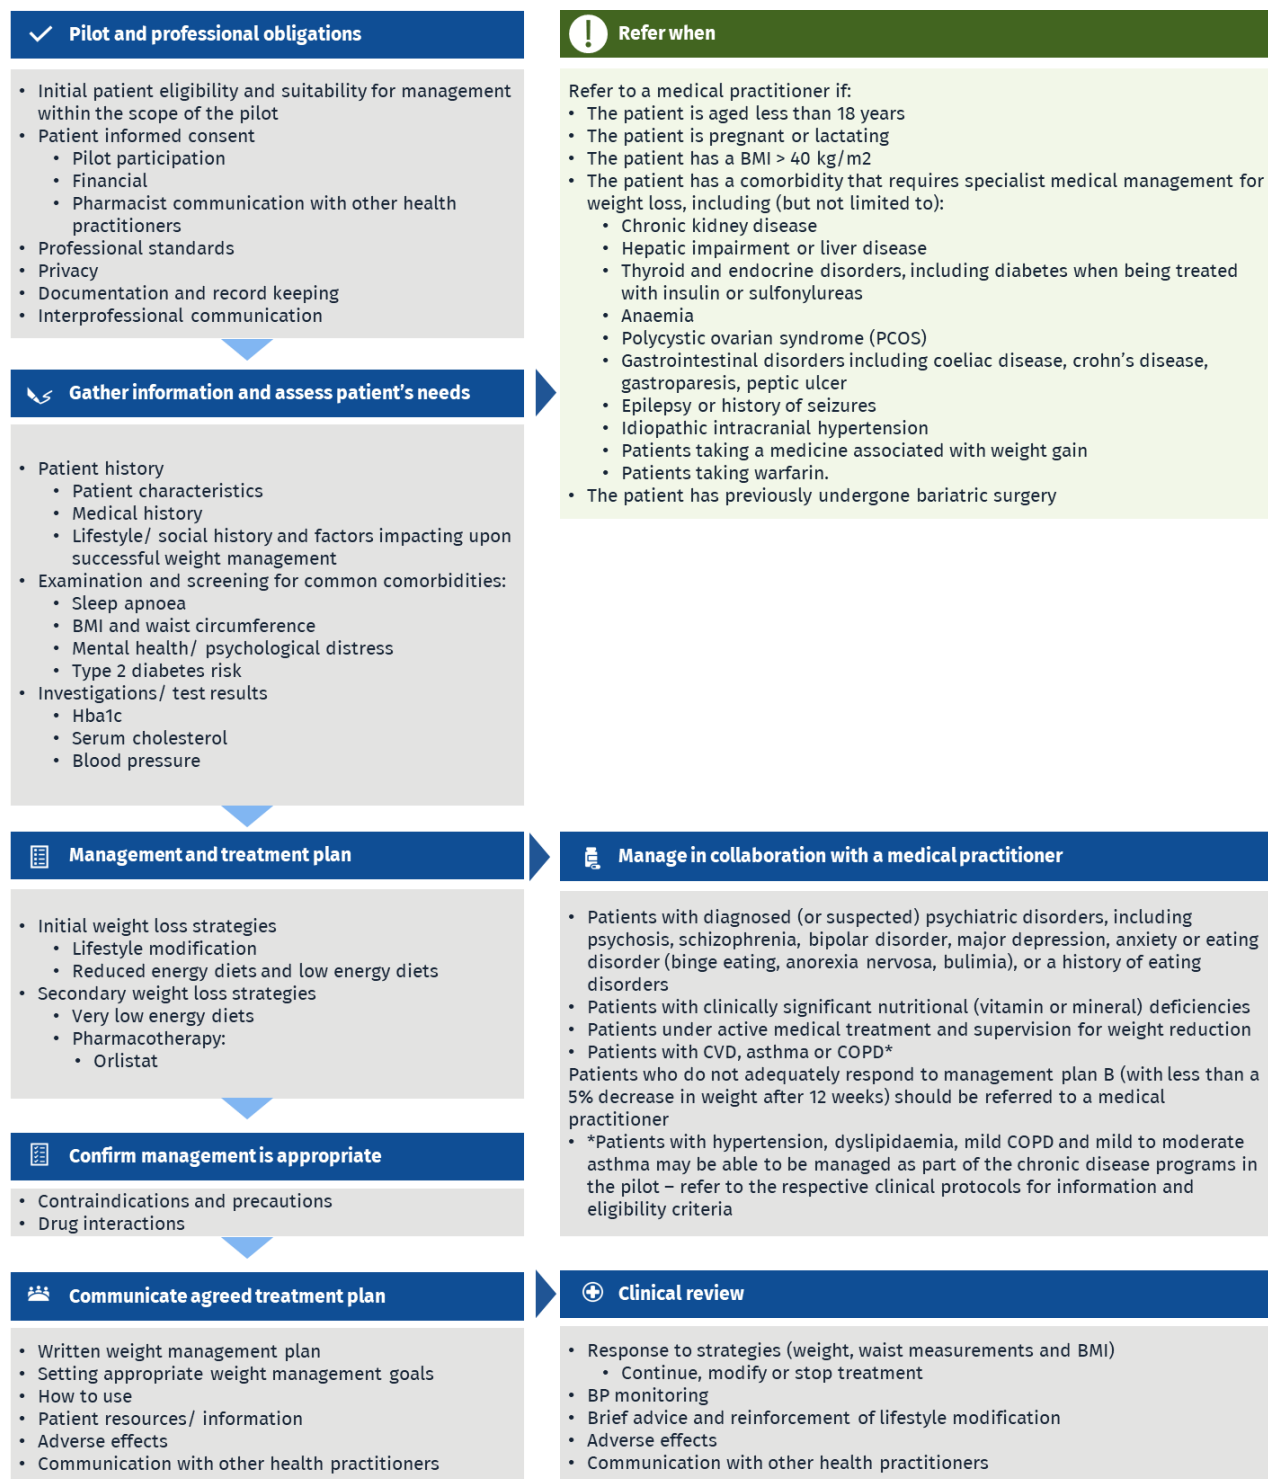 Pilot and professional obligations
• Initial patient eligibility and suitability for management
within the scope of the pilot
• Patient informed consent
• Pilot participation
• Financial
• Pharmacist communication with other health
practitioners
• Professional standards
• Privacy
• Documentation and record keeping
• Interprofessional communication
Refer when
Refer to a medical practitioner if:
• The patient is aged less than 18 years
• The patient is pregnant or lactating
• The patient has a BMI > 40 kg/m2
• The patient has a comorbidity that requires specialist medical management for
weight loss, including (but not limited to):
• Chronic kidney disease
• Hepatic impairment or liver disease
• Thyroid and endocrine disorders, including diabetes when being treated
with insulin or sulfonylureas
• Anaemia
• Polycystic ovarian syndrome (PCOS)
• Gastrointestinal disorders including coeliac disease, crohn's disease,
gastroparesis, peptic ulcer
• Epilepsy or history of seizures
• Idiopathic intracranial hypertension
• Patients taking a medicine associated with weight gain
• Patients taking warfarin.
• The patient has previously undergone bariatric surgery
Gather information and assess patient's needs
• Patient history
• Patient characteristics
• Medical history
• Lifestyle/ social history and factors impacting upon
successful weight management
• Examination and screening for common comorbidities:
• Sleep apnoea
• BMI and waist circumference
• Mental health/ psychological distress
• Type 2 diabetes risk
• Investigations/ test results
• Hba1c
• Serum cholesterol
• Blood pressure
Management and treatment plan
• Initial weight loss strategies
• Lifestyle modification
• Reduced energy diets and low energy diets
• Secondary weight loss strategies
• Very low energy diets
• Pharmacotherapy:
• Orlistat
Manage in collaboration with a medical practitioner
• Patients with diagnosed (or suspected) psychiatric disorders, including
psychosis, schizophrenia, bipolar disorder, major depression, anxiety or eating
disorder (binge eating, anorexia nervosa, bulimia), or a history of eating
disorders
• Patients with clinically significant nutritional (vitamin or mineral) deficiencies
• Patients under active medical treatment and supervision for weight reduction
• Patients with CVD, asthma or COPD*
Patients who do not adequately respond to management plan B (with less than a
5% decrease in weight after 12 weeks) should be referred to a medical
practitioner
• *Patients with hypertension, dyslipidaemia, mild COPD and mild to moderate
asthma may be able to be managed as part of the chronic disease programs in
the pilot – refer to the respective clinical protocols for information and
eligibility criteria
Confirm management is appropriate
• Contraindications and precautions
• Drug interactions
Communicate agreed treatment plan
• Written weight management plan
• Setting appropriate weight management goals
• How to use
• Patient resources/ information
• Adverse effects
• Communication with other health practitioners
Clinical review
• Response to strategies (weight, waist measurements and BMI)
• Continue, modify or stop treatment
• BP monitoring
• Brief advice and reinforcement of lifestyle modification
• Adverse effects
• Communication with other health practitioners